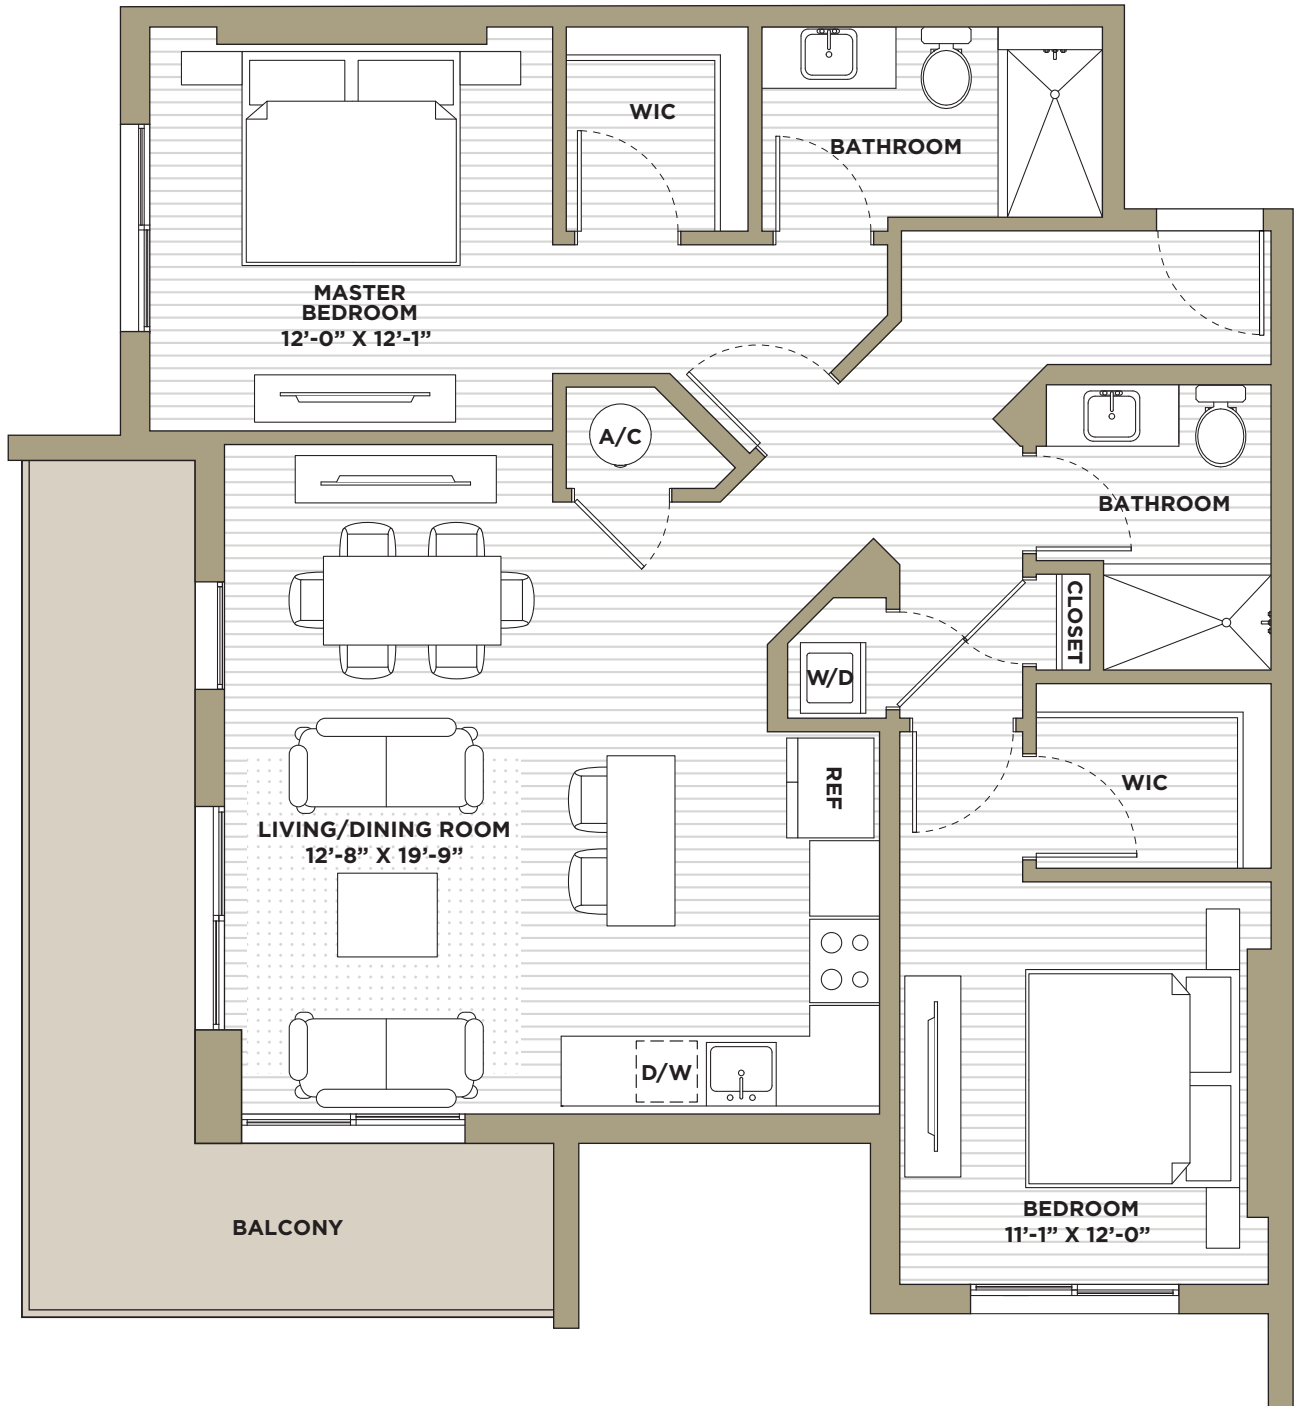 WIC
BATHROOM
MASTER
BEDROOM
12’-0” X 12’-1”
A/C
BATHROOM
CLOSET
W/D
WIC
REF
LIVING/DINING ROOM
12’-8” X 19’-9”
D/W
BEDROOM
11’-1” X 12’-0”
BALCONY